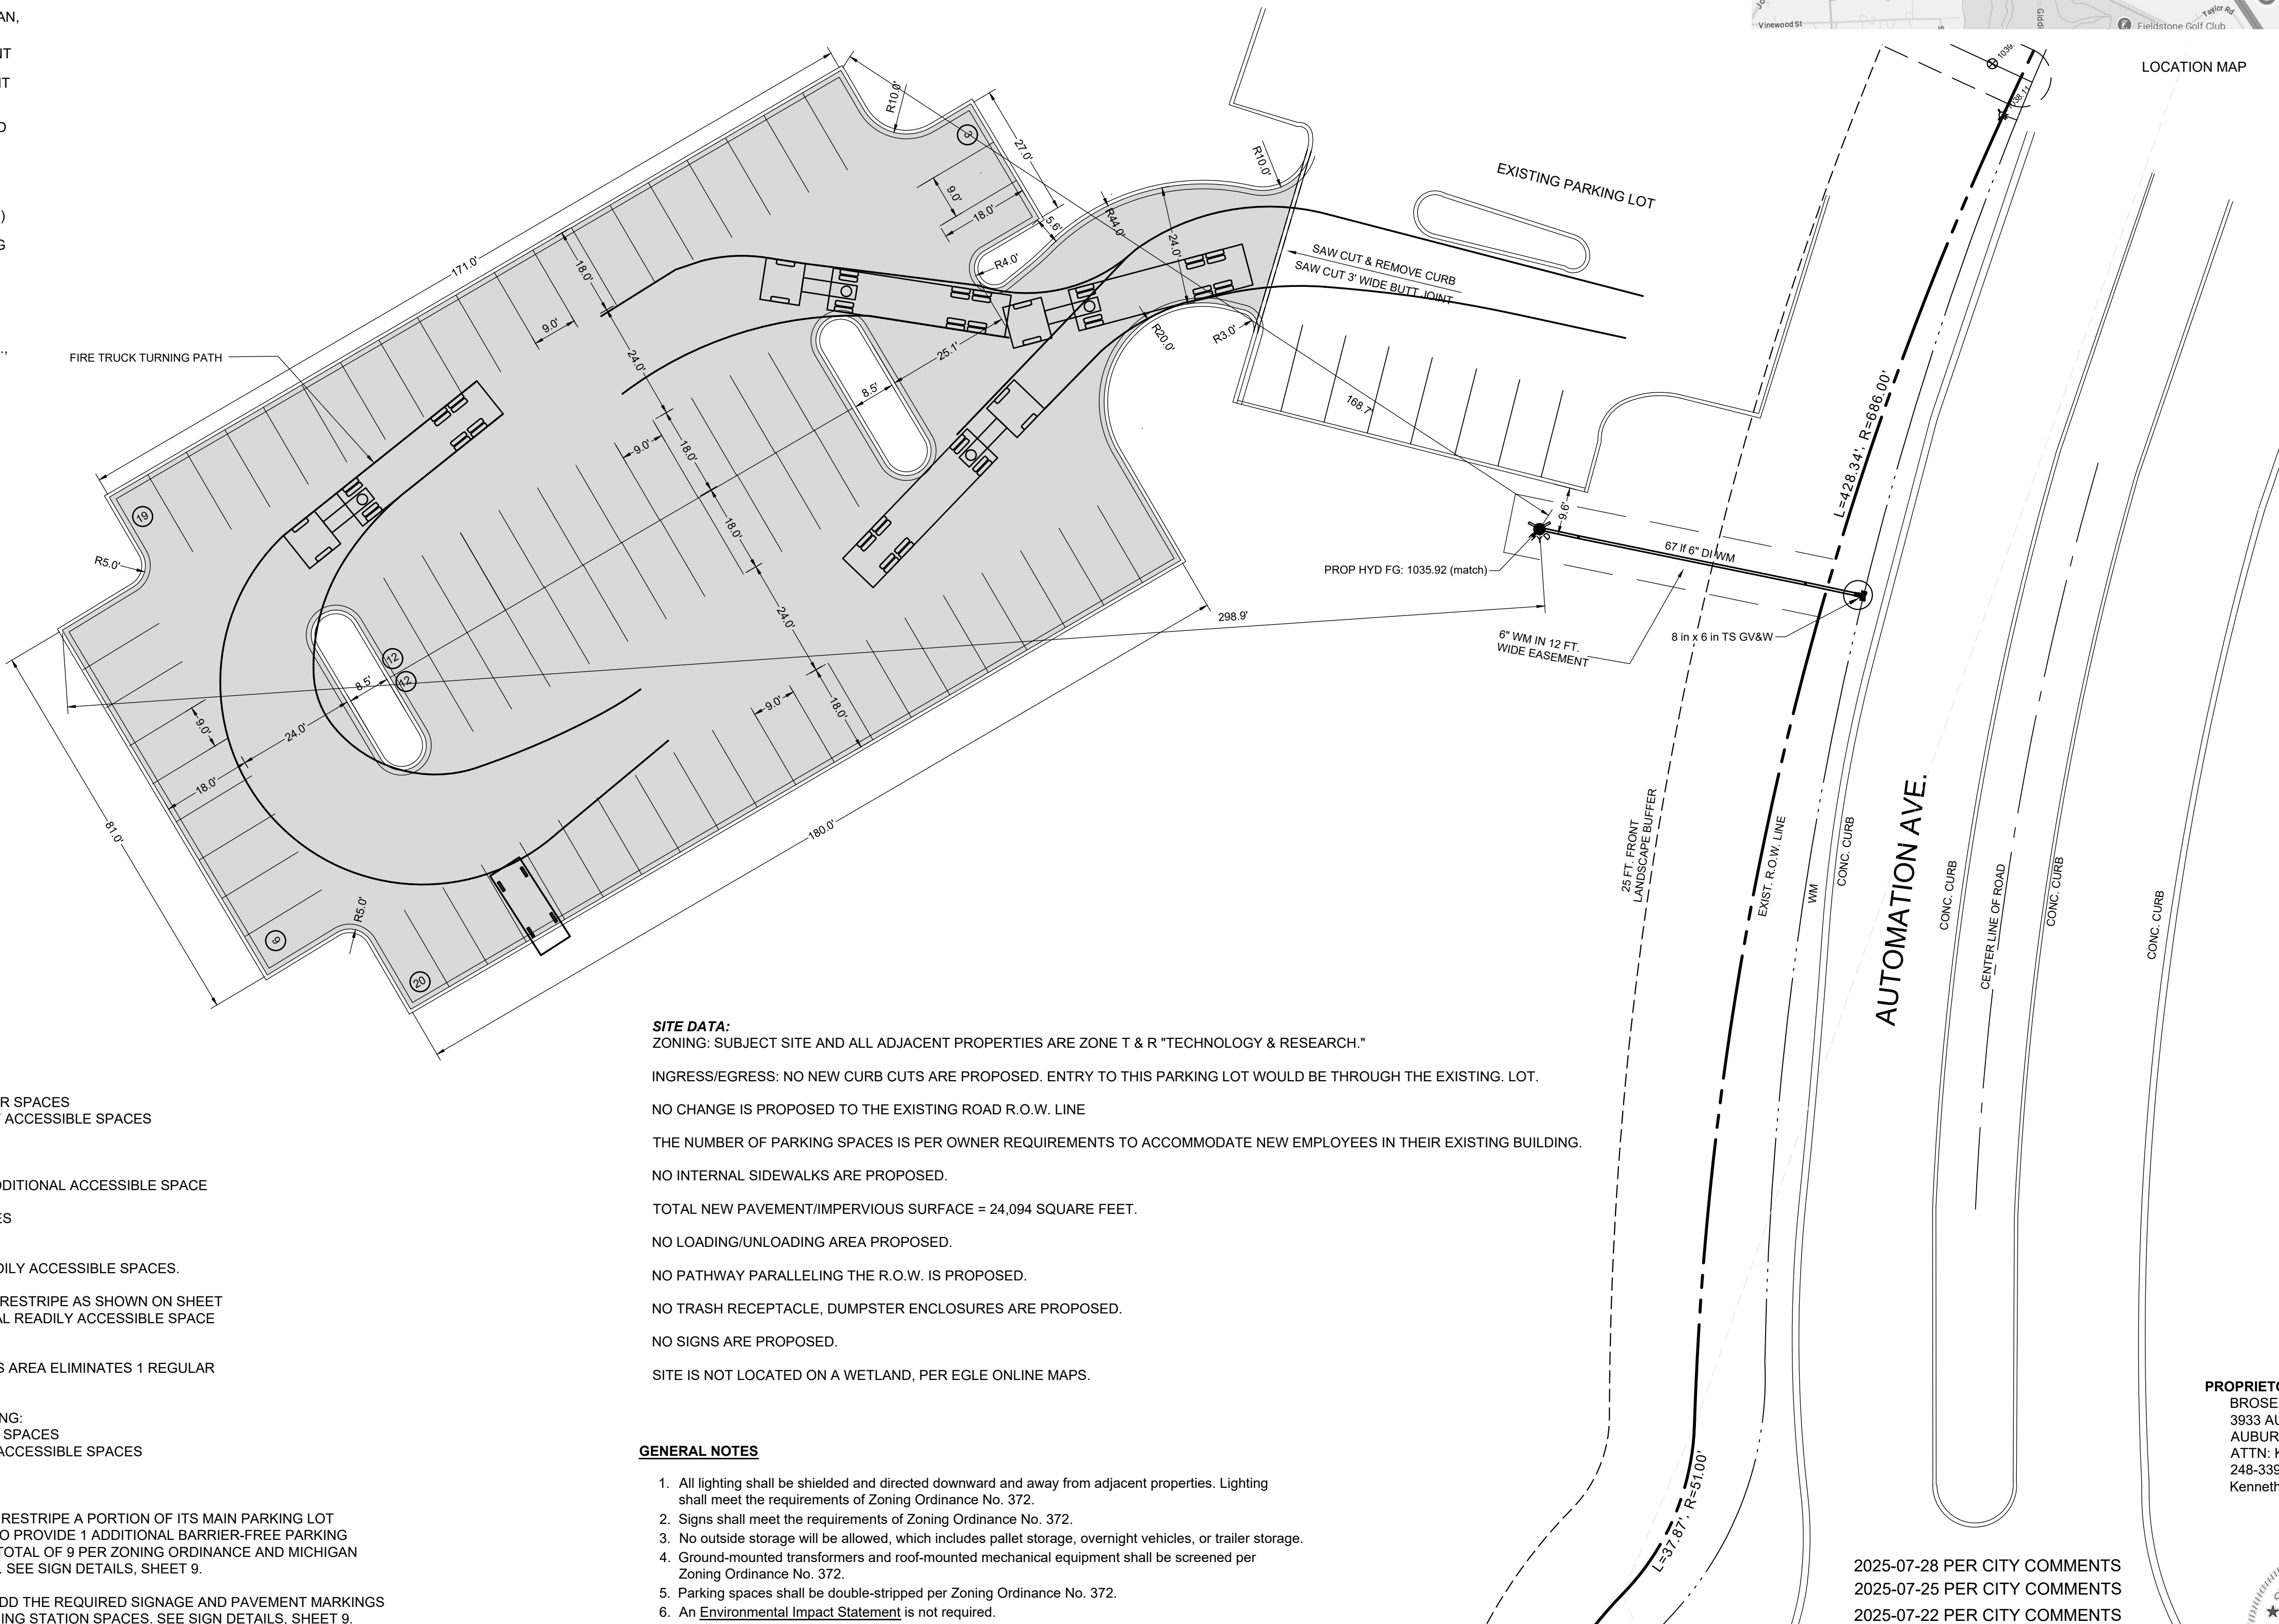 AN,
NT
NT
D
)
G
.,
Vinewood St
Taylor Rd
Giddi
Fieldstone Golf Club
LOCATION MAP
1039.
1038.11
R10.0'
3
27.0'
9.0'
18.0'
5.6'
R4.0'
R44.0'
24.0'
R10.0'
EXISTING PARKING LOT
SAW CUT & REMOVE CURB
SAW CUT 3' WIDE BUTT JOINT
171.0'
18.0'
9.0'
24.0'
25.1'
8.5'
R20.0'
R3.0'
168.7'
FIRE TRUCK TURNING PATH
9.0'
18.0'
18.0'
19
R5.0'
L=428.34', R=686.00'
9.6'
67 lf 6" DI WM
PROP HYD FG: 1035.92 (match)
298.9'
6" WM IN 12 FT.
WIDE EASEMENT
8 in x 6 in TS GV&W
24.0'
12
12
8.5'
9.0'
24.0'
18.0'
9.0'
18.0'
81.0'
180.0'
R5.0'
9
20
25 FT. FRONT
LANDSCAPE BUFFER
EXIST. R.O.W. LINE
WM
CONC. CURB
AUTOMATION AVE.
CONC. CURB
CENTER LINE OF ROAD
CONC. CURB
CONC. CURB
L=37.87', R=51.00'
R SPACES
ACCESSIBLE SPACES
DDITIONAL ACCESSIBLE SPACE
ES
DILY ACCESSIBLE SPACES.
RESTRIPE AS SHOWN ON SHEET
AL READILY ACCESSIBLE SPACE
S AREA ELIMINATES 1 REGULAR
NG:
SPACES
ACCESSIBLE SPACES
RESTRIPE A PORTION OF ITS MAIN PARKING LOT
O PROVIDE 1 ADDITIONAL BARRIER-FREE PARKING
TOTAL OF 9 PER ZONING ORDINANCE AND MICHIGAN
. SEE SIGN DETAILS, SHEET 9.
DD THE REQUIRED SIGNAGE AND PAVEMENT MARKINGS
ING STATION SPACES. SEE SIGN DETAILS, SHEET 9.
SITE DATA:
ZONING: SUBJECT SITE AND ALL ADJACENT PROPERTIES ARE ZONE T & R "TECHNOLOGY & RESEARCH."
INGRESS/EGRESS: NO NEW CURB CUTS ARE PROPOSED. ENTRY TO THIS PARKING LOT WOULD BE THROUGH THE EXISTING. LOT.
NO CHANGE IS PROPOSED TO THE EXISTING ROAD R.O.W. LINE
THE NUMBER OF PARKING SPACES IS PER OWNER REQUIREMENTS TO ACCOMMODATE NEW EMPLOYEES IN THEIR EXISTING BUILDING.
NO INTERNAL SIDEWALKS ARE PROPOSED.
TOTAL NEW PAVEMENT/IMPERVIOUS SURFACE = 24,094 SQUARE FEET.
NO LOADING/UNLOADING AREA PROPOSED.
NO PATHWAY PARALLELING THE R.O.W. IS PROPOSED.
NO TRASH RECEPTACLE, DUMPSTER ENCLOSURES ARE PROPOSED.
NO SIGNS ARE PROPOSED.
SITE IS NOT LOCATED ON A WETLAND, PER EGLE ONLINE MAPS.
GENERAL NOTES
1. All lighting shall be shielded and directed downward and away from adjacent properties. Lighting
shall meet the requirements of Zoning Ordinance No. 372.
2. Signs shall meet the requirements of Zoning Ordinance No. 372.
3. No outside storage will be allowed, which includes pallet storage, overnight vehicles, or trailer storage.
4. Ground-mounted transformers and roof-mounted mechanical equipment shall be screened per
Zoning Ordinance No. 372.
5. Parking spaces shall be double-stripped per Zoning Ordinance No. 372.
6. An Environmental Impact Statement is not required.
PROPRIETO
BROSE
3933 AU
AUBUR
ATTN: K
248-339
Kenneth
2025-07-28 PER CITY COMMENTS
2025-07-25 PER CITY COMMENTS
2025-07-22 PER CITY COMMENTS